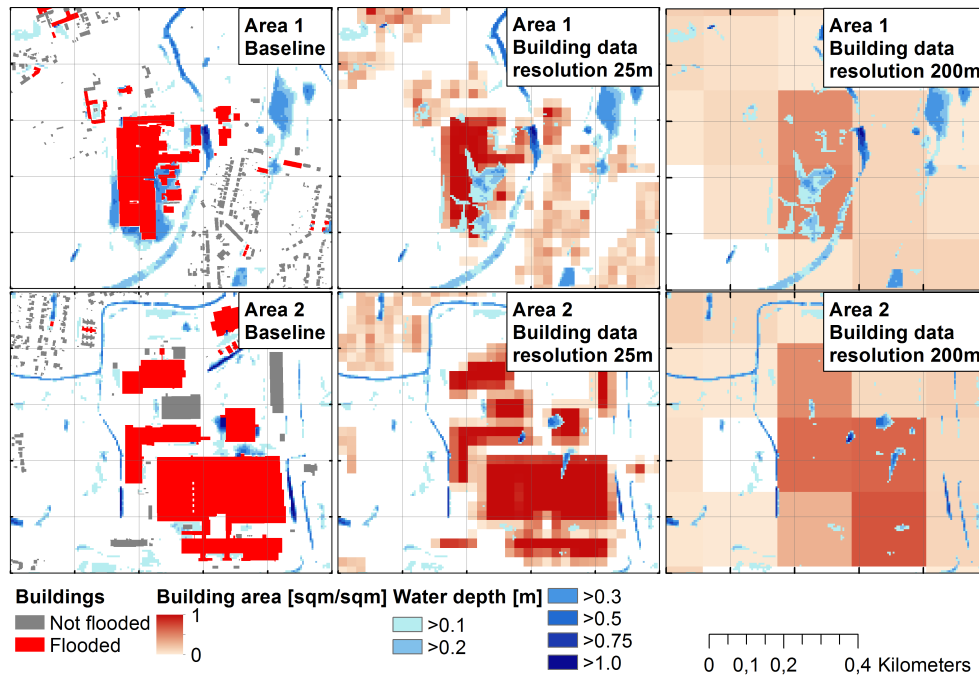 Area 1
Baseline
Area 1
Building data
resolution 25m
Area 1
Building data
resolution 200m
Area 2
Baseline
Area 2
Building data
resolution 25m
Area 2
Building data
resolution 200m
Buildings
Not flooded
Flooded
Building area [sqm/sqm]
1
0
Water depth [m]
>0.1
>0.2
>0.3
>0.5
>0.75
>1.0
0 0,1 0,2 0,4 Kilometers